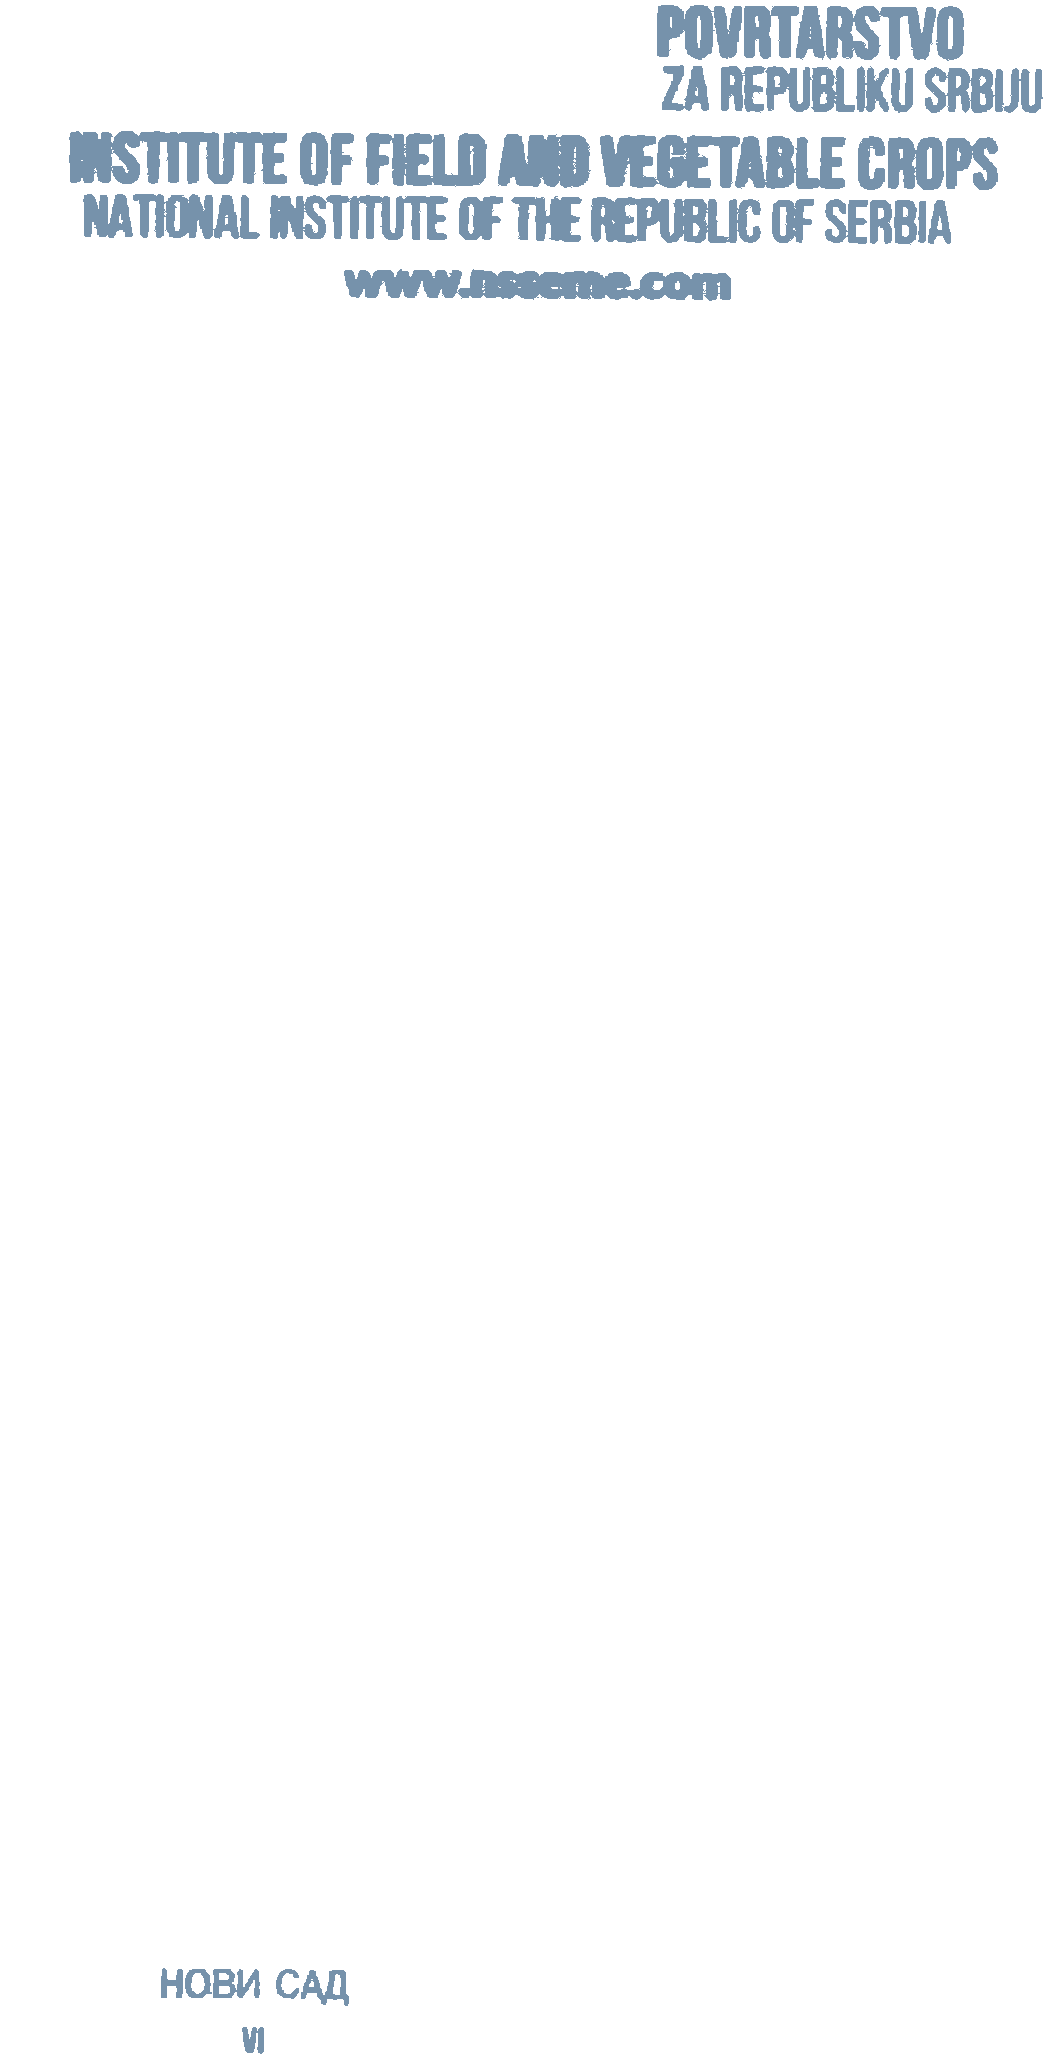 POVRTARSTVO
ZA REPUBLIKU SRBIJU
INSTITUTE OF FIELD AND VEGETABLE CROPS
NATIONAL INSTITUTE OF THE REPUBLIC OF SERBIA
www.nsseme.com
НОВИ САД
VI